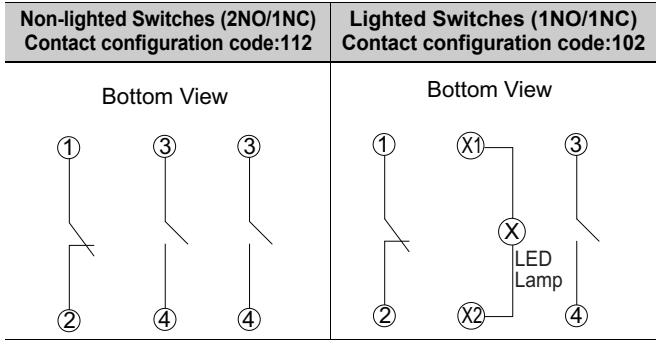 Non-lighted Switches (2NO/1NC)
Contact configuration code:112
Bottom View
1 3 3
2 4 4
Lighted Switches (1NO/1NC)
Contact configuration code:102
Bottom View
1 X1 3
X
LED
Lamp
2 X2 4